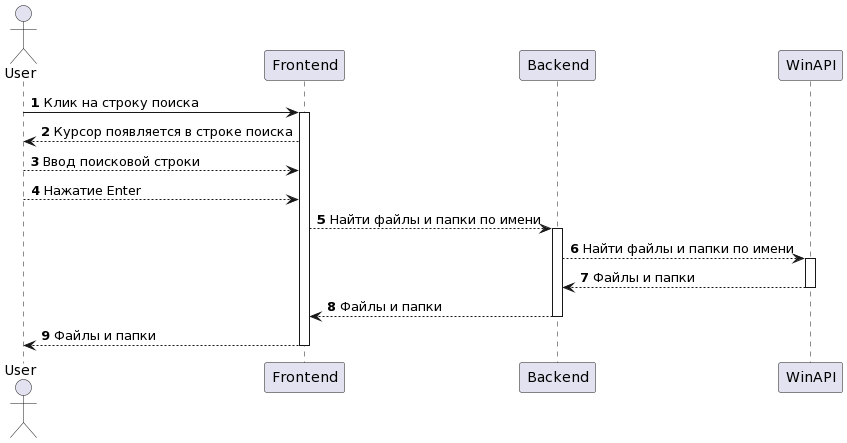 User
Frontend
Backend
WinAPI
1 Клик на строку поиска
2 Курсор появляется в строке поиска
3 Ввод поисковой строки
4 Нажатие Enter
5 Найти файлы и папки по имени
6 Найти файлы и папки по имени
7 Файлы и папки
8 Файлы и папки
9 Файлы и папки
User
Frontend
Backend
WinAPI